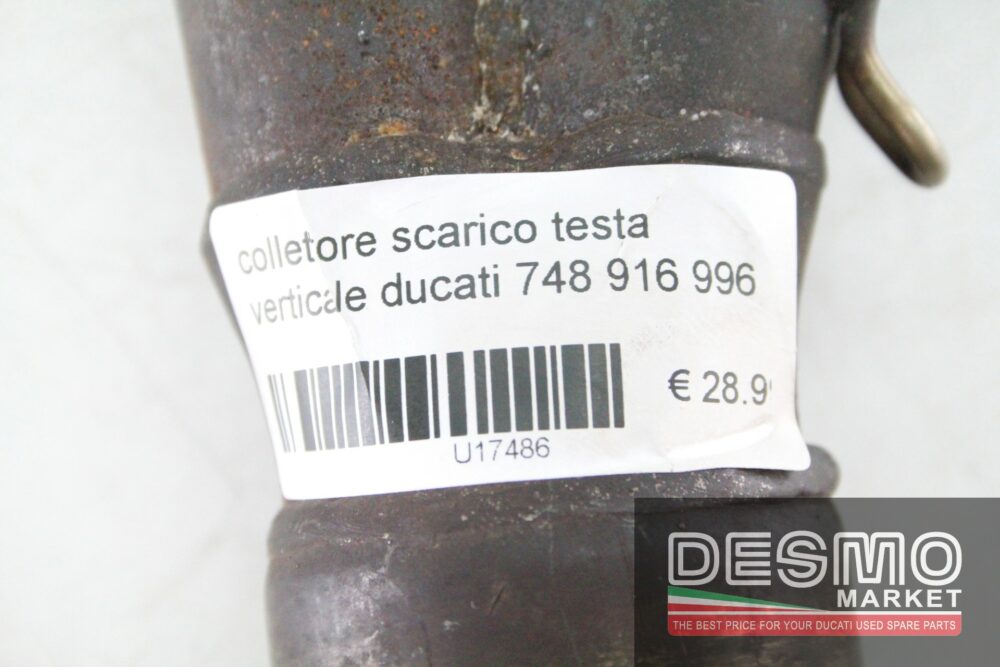 colletore scarico testa
verticale ducati 748 916 996
€ 28.9
U17486
DESMO
MARKET
THE BEST PRICE FOR YOUR DUCATI USED SPARE PARTS